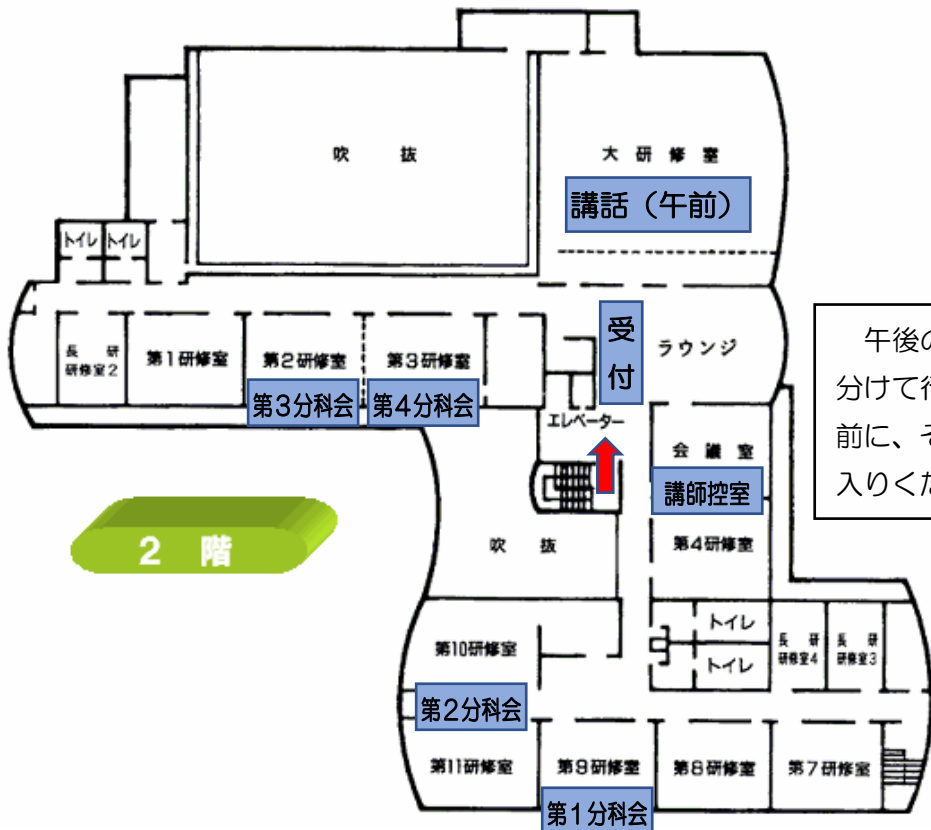 吹抜
大研修室
講話（午前）
トイレ
トイレ
長研
研修室2
第1研修室
第2研修室
第3研修室
第3分科会
第4分科会
受付
ラウンジ
エレベーター
会議室
講師控室
第4研修室
午後の
分けて行
前に、そ
入りくだ
2階
吹抜
トイレ
トイレ
長研
研修室4
長研
研修室3
第10研修室
第2分科会
第11研修室
第9研修室
第8研修室
第7研修室
第1分科会